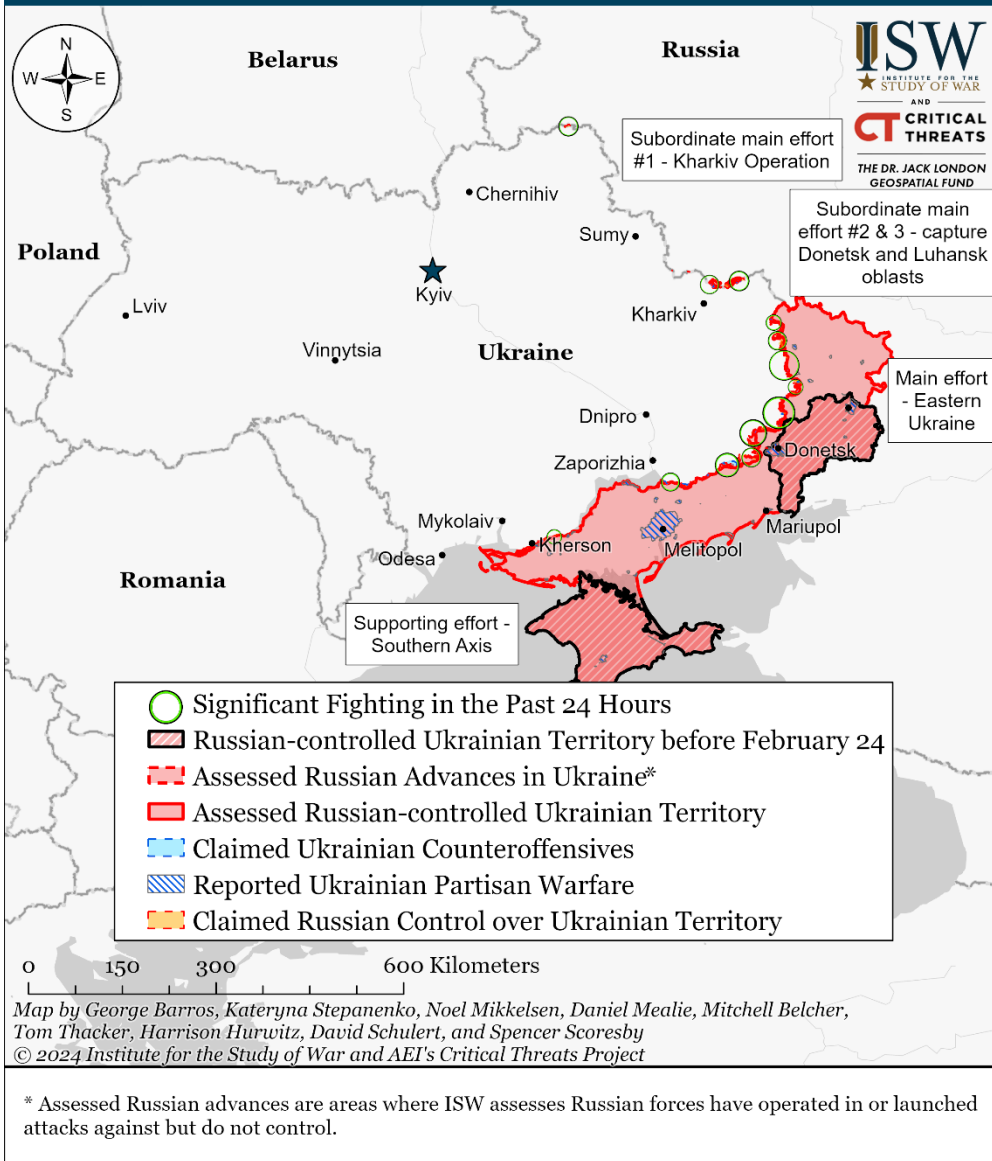 N
W
E
S
Belarus
Russia
ISW
INSTITUTE FOR THE
STUDY OF WAR
AND
CT CRITICAL
THREATS
THE DR. JACK LONDON
GEOSPATIAL FUND
Subordinate main effort
#1 - Kharkiv Operation
Subordinate main
effort #2 & 3 - capture
Donetsk and Luhansk
oblasts
Chernihiv
Sumy
Poland
Kyiv
Lviv
Kharkiv
Vinnytsia
Ukraine
Main effort
- Eastern
Ukraine
Dnipro
Donetsk
Zaporizhia
Mykolaiv
Mariupol
Kherson
Melitopol
Odesa
Romania
Supporting effort -
Southern Axis
Significant Fighting in the Past 24 Hours
Russian-controlled Ukrainian Territory before February 24
Assessed Russian Advances in Ukraine*
Assessed Russian-controlled Ukrainian Territory
Claimed Ukrainian Counteroffensives
Reported Ukrainian Partisan Warfare
Claimed Russian Control over Ukrainian Territory
0 150 300 600 Kilometers
Map by George Barros, Kateryna Stepanenko, Noel Mikkelsen, Daniel Mealie, Mitchell Belcher,
Tom Thacker, Harrison Hurwitz, David Schulert, and Spencer Scoresby
© 2024 Institute for the Study of War and AEI's Critical Threats Project
* Assessed Russian advances are areas where ISW assesses Russian forces have operated in or launched
attacks against but do not control.